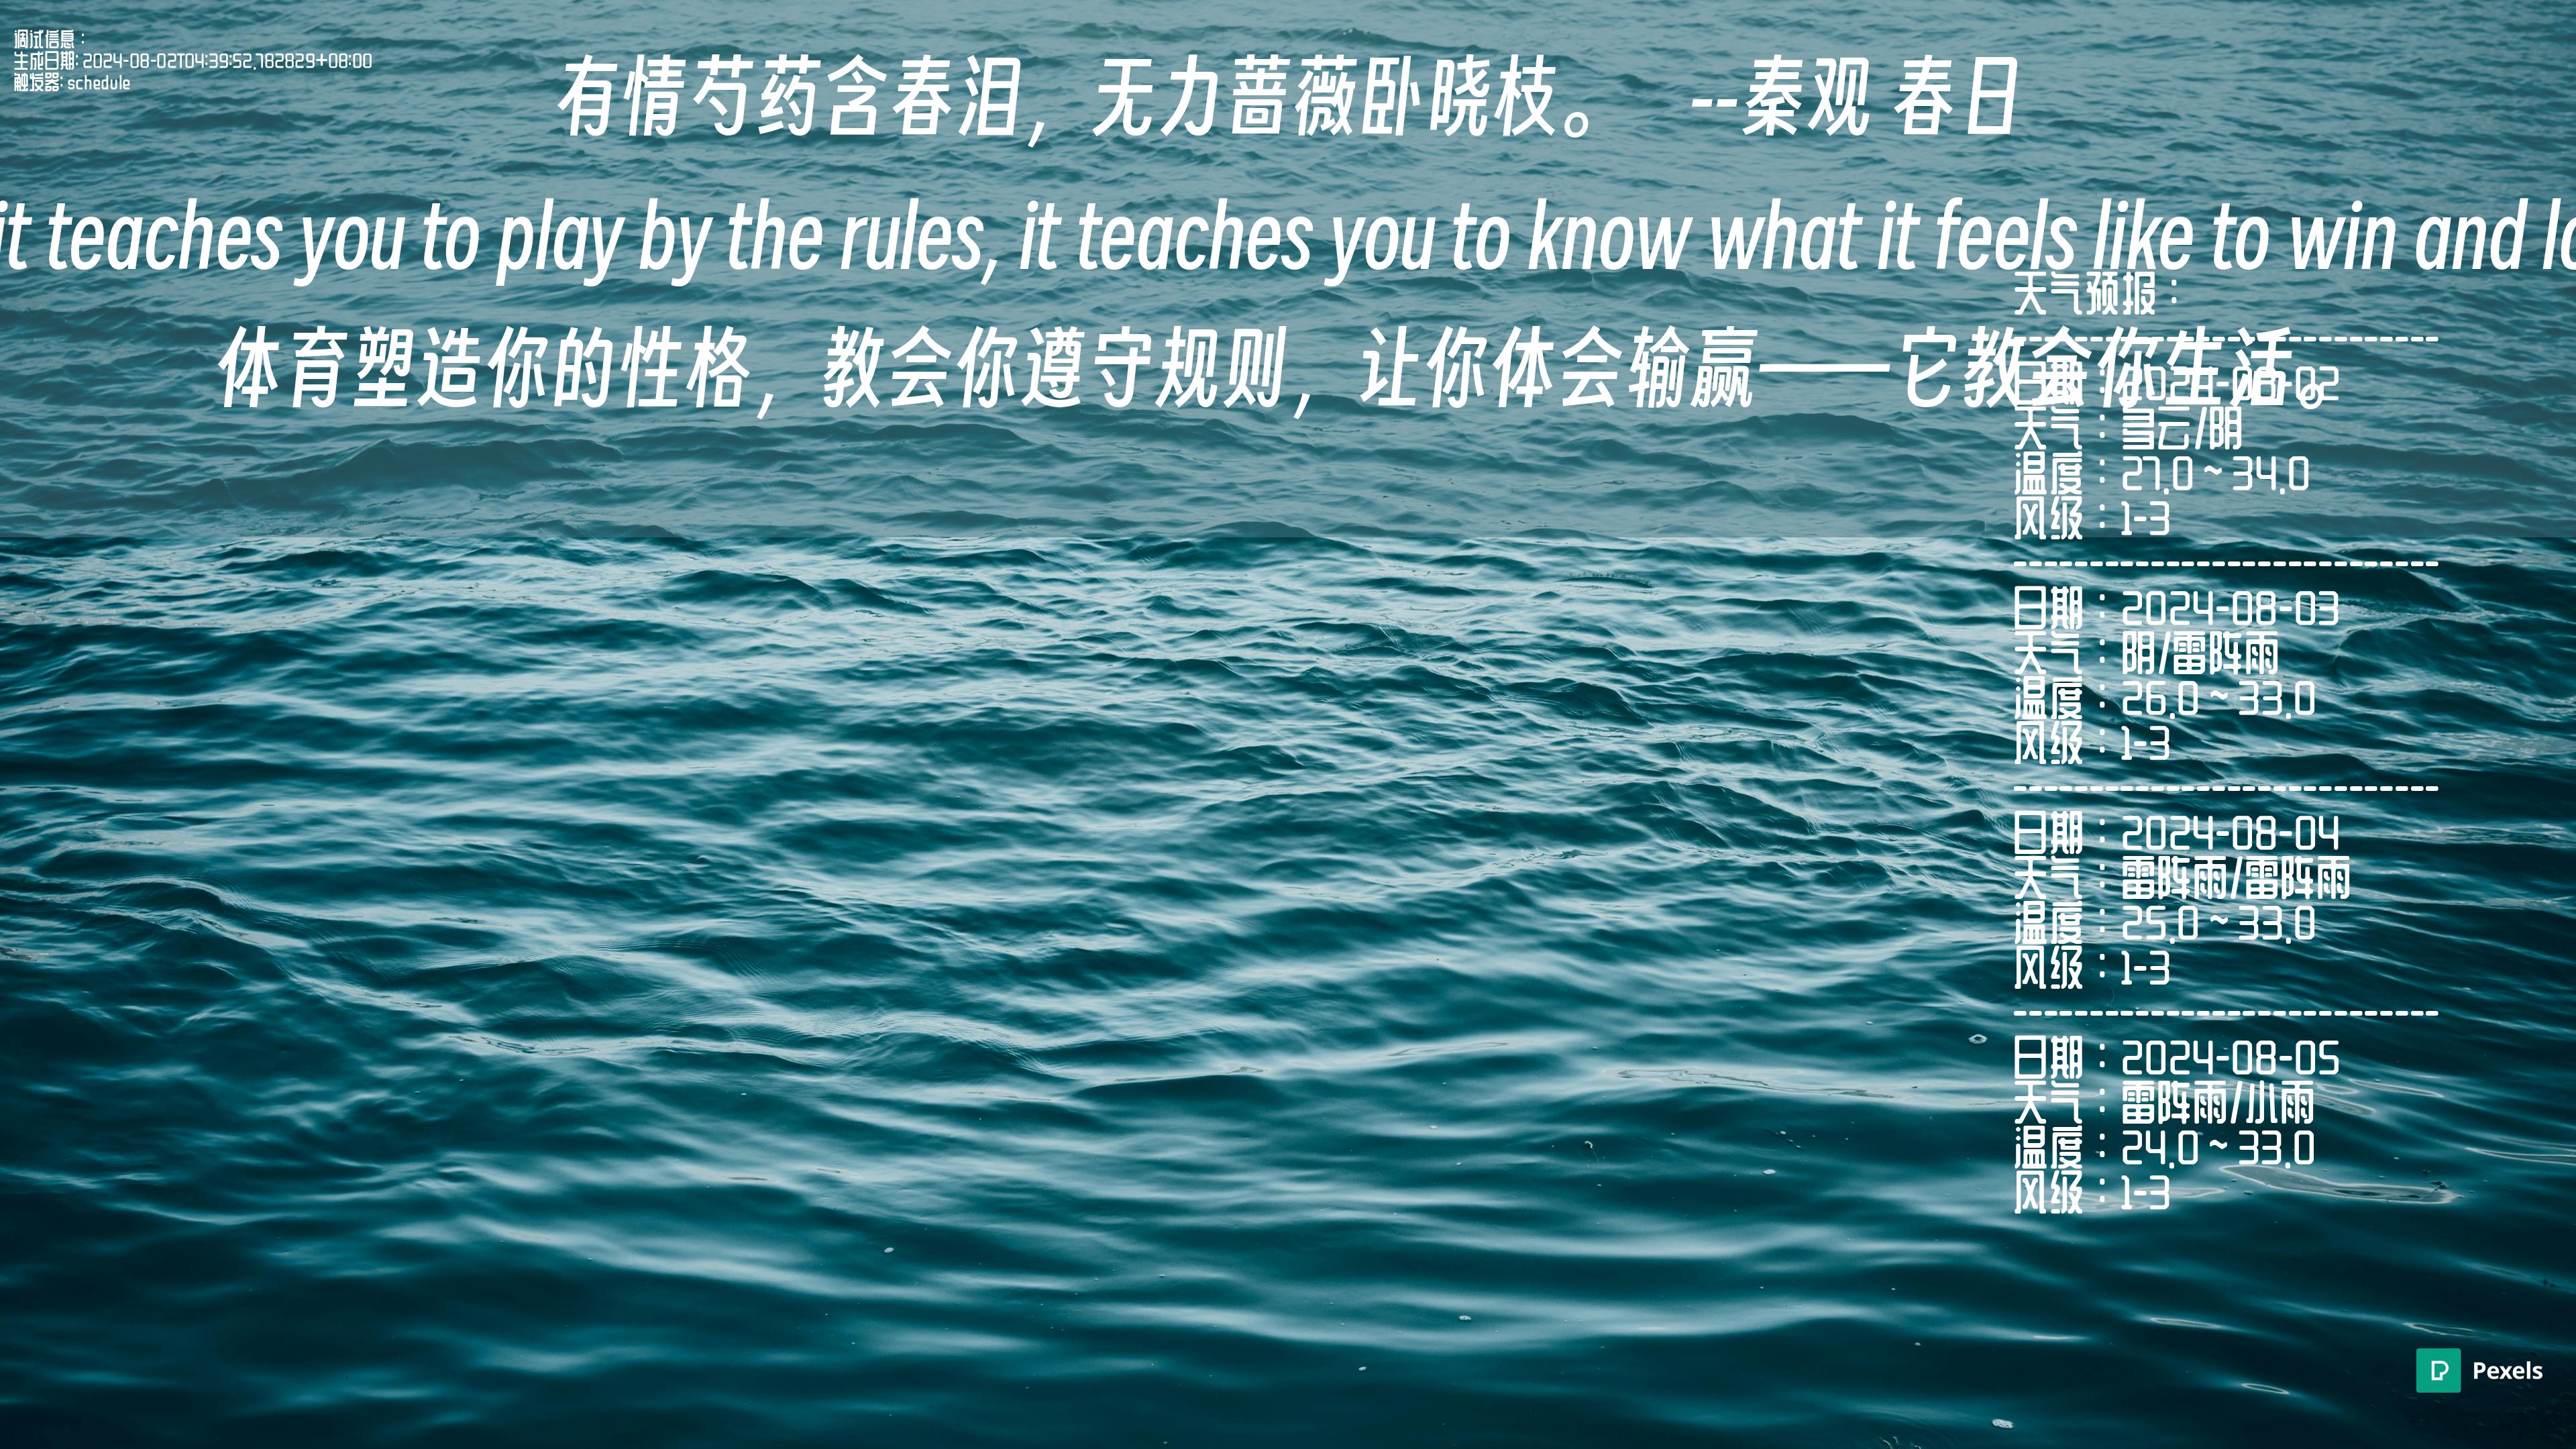 调试信息：
生成日期: 2024-08-02T04:39:52.782829+08:00
触发器: schedule
有情芍药含春泪，无力蔷薇卧晓枝。 --秦观 春日
it teaches you to play by the rules, it teaches you to know what it feels like to win and lo
体育塑造你的性格，教会你遵守规则，让你体会输赢——它教会你生活。
天气预报：
----------------------------
日期：2024-08-02
天气：多云/阴
温度：27.0 ~ 34.0
风级：1-3
----------------------------
日期：2024-08-03
天气：阴/雷阵雨
温度：26.0 ~ 33.0
风级：1-3
----------------------------
日期：2024-08-04
天气：雷阵雨/雷阵雨
温度：25.0 ~ 33.0
风级：1-3
----------------------------
日期：2024-08-05
天气：雷阵雨/小雨
温度：24.0 ~ 33.0
风级：1-3
Pexels